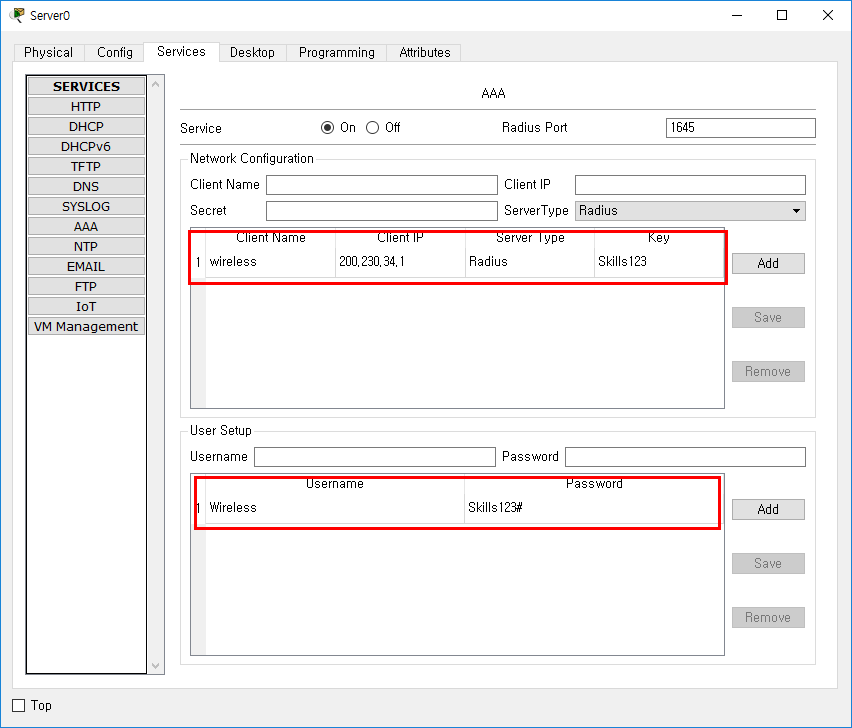 Server0
Physical Config Services Desktop Programming Attributes
SERVICES
HTTP
DHCP
DHCPv6
TFTP
DNS
SYSLOG
AAA
NTP
EMAIL
FTP
IoT
VM Management
AAA
Service On Off Radius Port 1645
Network Configuration
Client Name Client IP
Secret ServerType Radius
Client Name Client IP Server Type Key
1 wireless 200,230,34,1 Radius Skills123
Add
Save
Remove
User Setup
Username Password
Username Password
1 Wireless Skills123#
Add
Save
Remove
Top